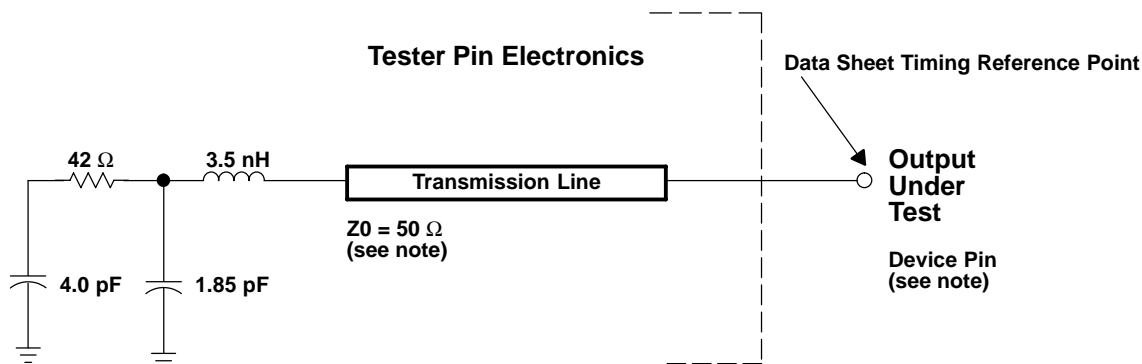 Tester Pin Electronics
Data Sheet Timing Reference Point
42 Ω
3.5 nH
Transmission Line
Output
Under
Test
Z0 = 50 Ω
(see note)
Device Pin
(see note)
4.0 pF
1.85 pF